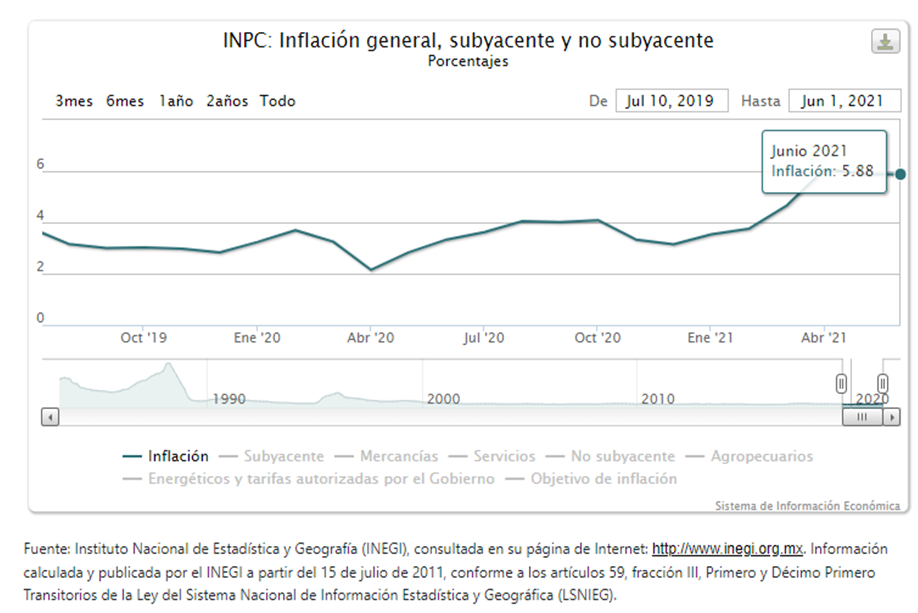 INPC: Inflación general, subyacente y no subyacente
Porcentajes
3mes 6mes 1año 2años Todo De Jul 10, 2019 Hasta Jun 1, 2021
Junio 2021
Inflación: 5.88
6
4
2
0
Oct '19 Ene '20 Abr '20 Jul '20 Oct '20 Ene '21 Abr '21
1990 2000 2010 2020
Inflación Subyacente Mercancías Servicios No subyacente Agropecuarios
Energéticos y tarifas autorizadas por el Gobierno Objetivo de inflación
Sistema de Información Económica
Fuente: Instituto Nacional de Estadística y Geografía (INEGI), consultada en su página de Internet: http://www.inegi.org.mx. Información
calculada y publicada por el INEGI a partir del 15 de julio de 2011, conforme a los artículos 59, fracción III, Primero y Décimo Primero
Transitorios de la Ley del Sistema Nacional de Información Estadística y Geográfica (LSNIEG).